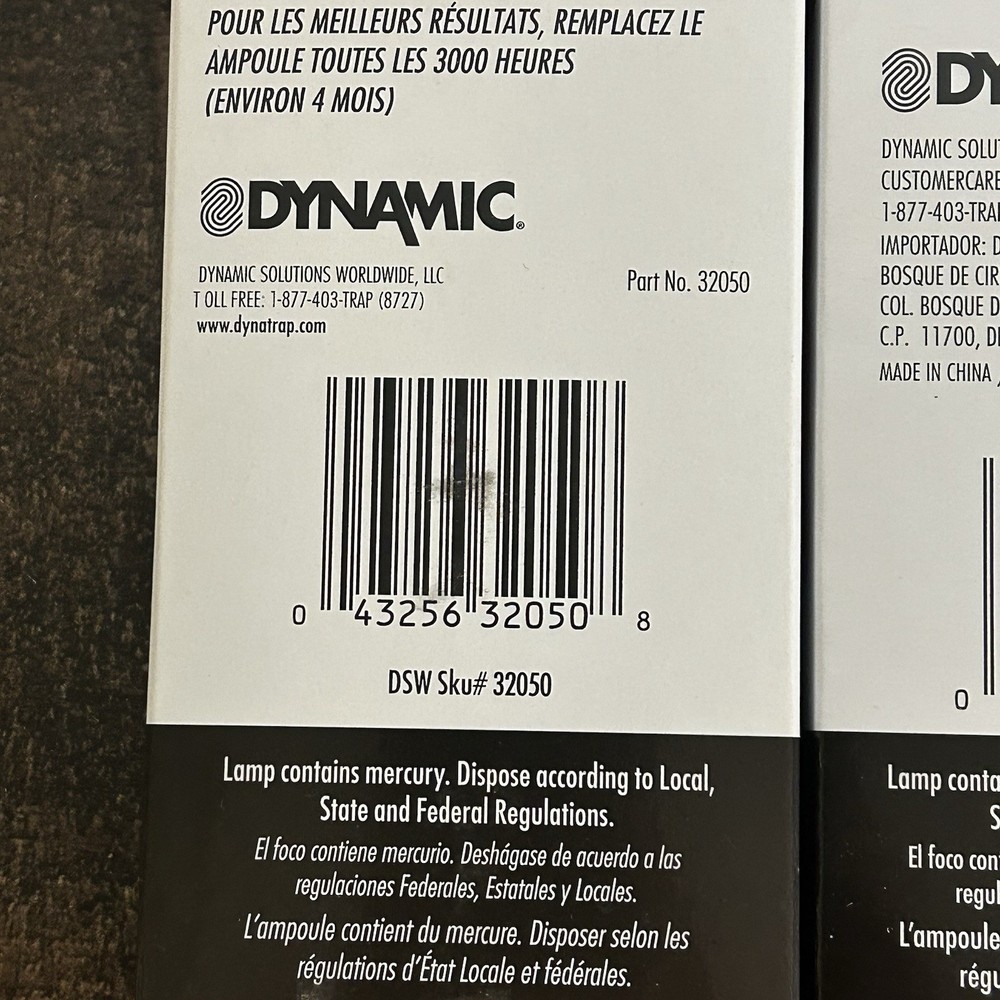 POUR LES MEILLEURS RÉSULTATS, REMPLACEZ LE
AMPOULE TOUTES LES 3000 HEURES
(ENVIRON 4 MOIS)
DYNAMIC®
DYNAMIC SOLUTIONS WORLDWIDE, LLC
T OLL FREE: 1-877-403-TRAP (8727)
www.dynatrap.com
Part No. 32050
0 43256 32050 8
DSW Sku# 32050
Lamp contains mercury. Dispose according to Local,
State and Federal Regulations.
El foco contiene mercurio. Deshágase de acuerdo a las
regulaciones Federales, Estatales y Locales.
L'ampoule contient du mercure. Disposer selon les
régulations d'État Locale et fédérales.
DY
DYNAMIC SOLU
CUSTOMERCARE
1-877-403-TRA
IMPORTADOR: D
BOSQUE DE CIR
COL. BOSQUE D
C.P. 11700, D
MADE IN CHINA
0
Lamp conta
S
El foco con
regul
L'ampoule
régu